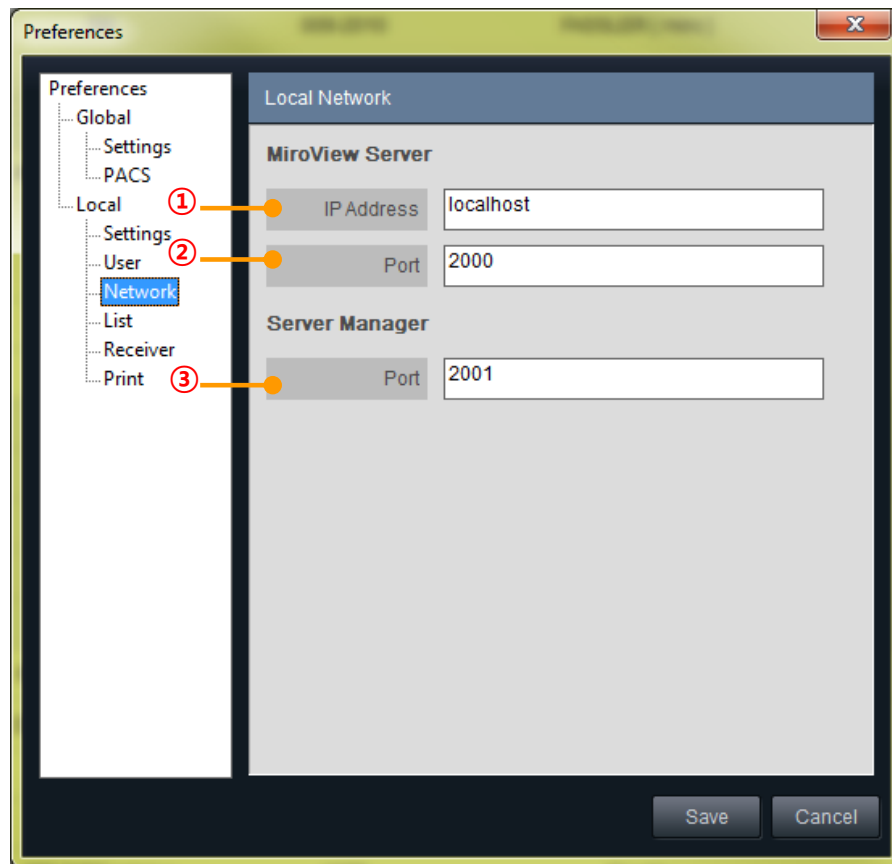 Preferences
Preferences
Global
Settings
PACS
Local
Settings
User
Network
List
Receiver
Print
①
②
③
Local Network
MiroView Server
IP Address localhost
Port 2000
Server Manager
Port 2001
Save Cancel